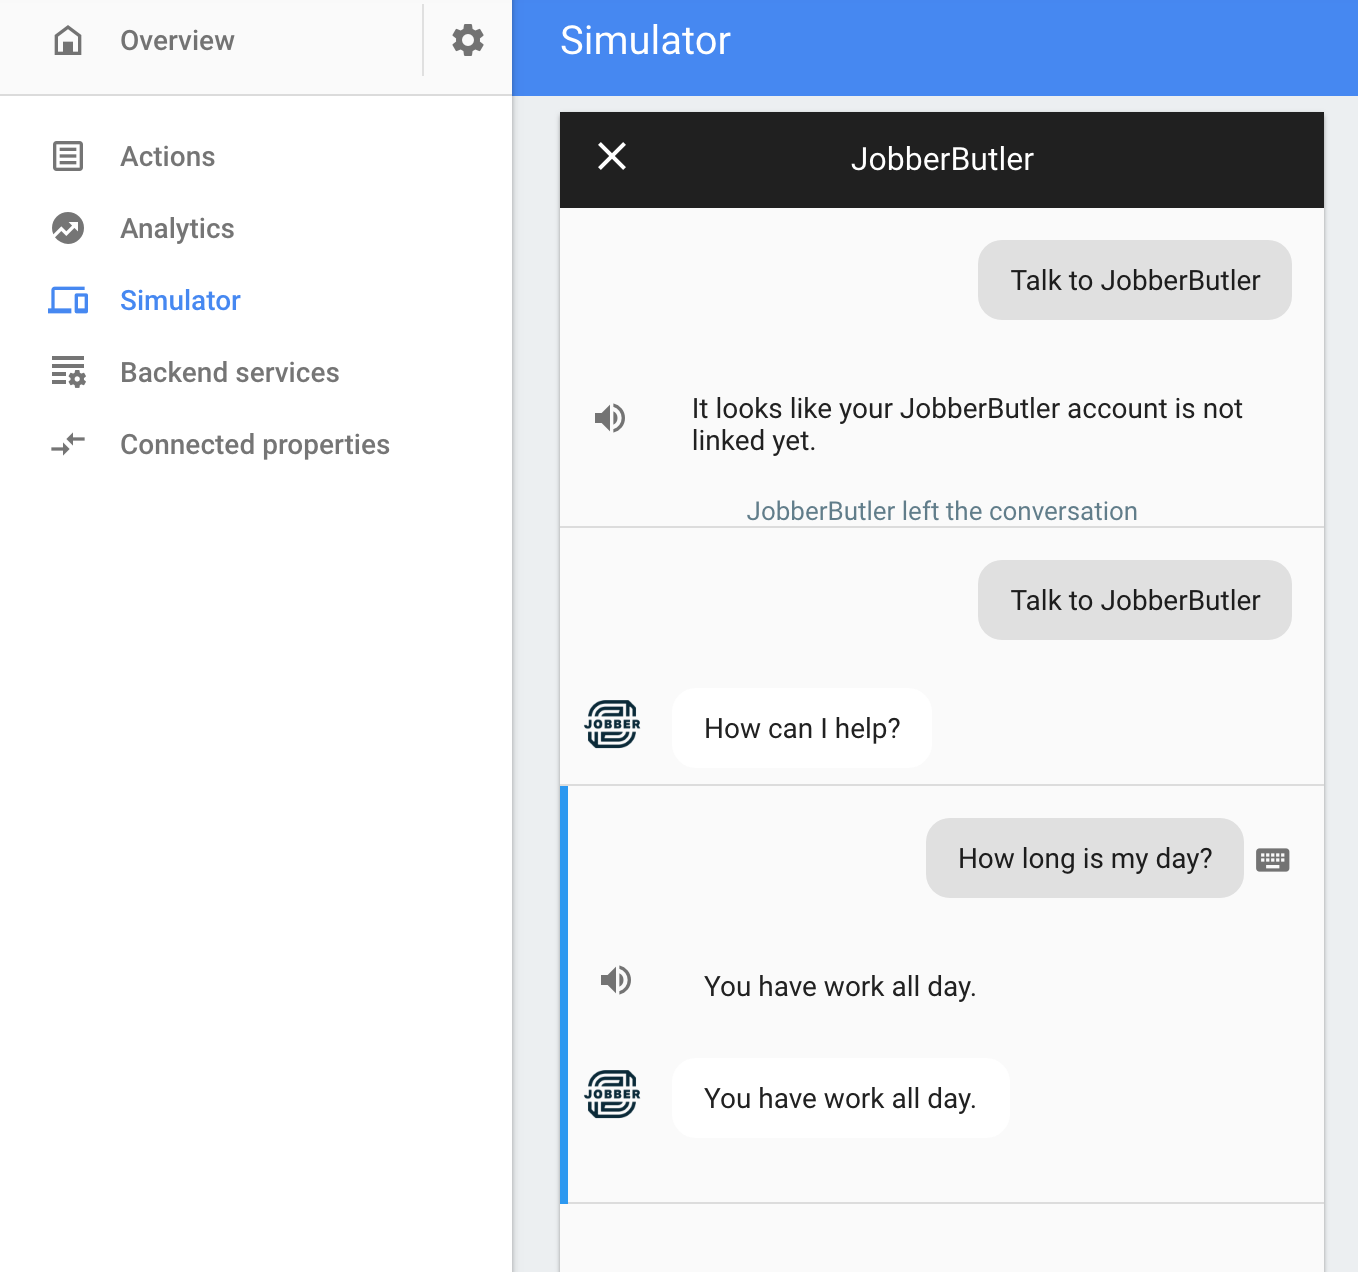 Overview
Actions
Analytics
Simulator
Backend services
Connected properties
Simulator
JobberButler
Talk to JobberButler
It looks like your JobberButler account is not
linked yet.
JobberButler left the conversation
Talk to JobberButler
JOBBER
How can I help?
How long is my day?
You have work all day.
JOBBER
You have work all day.